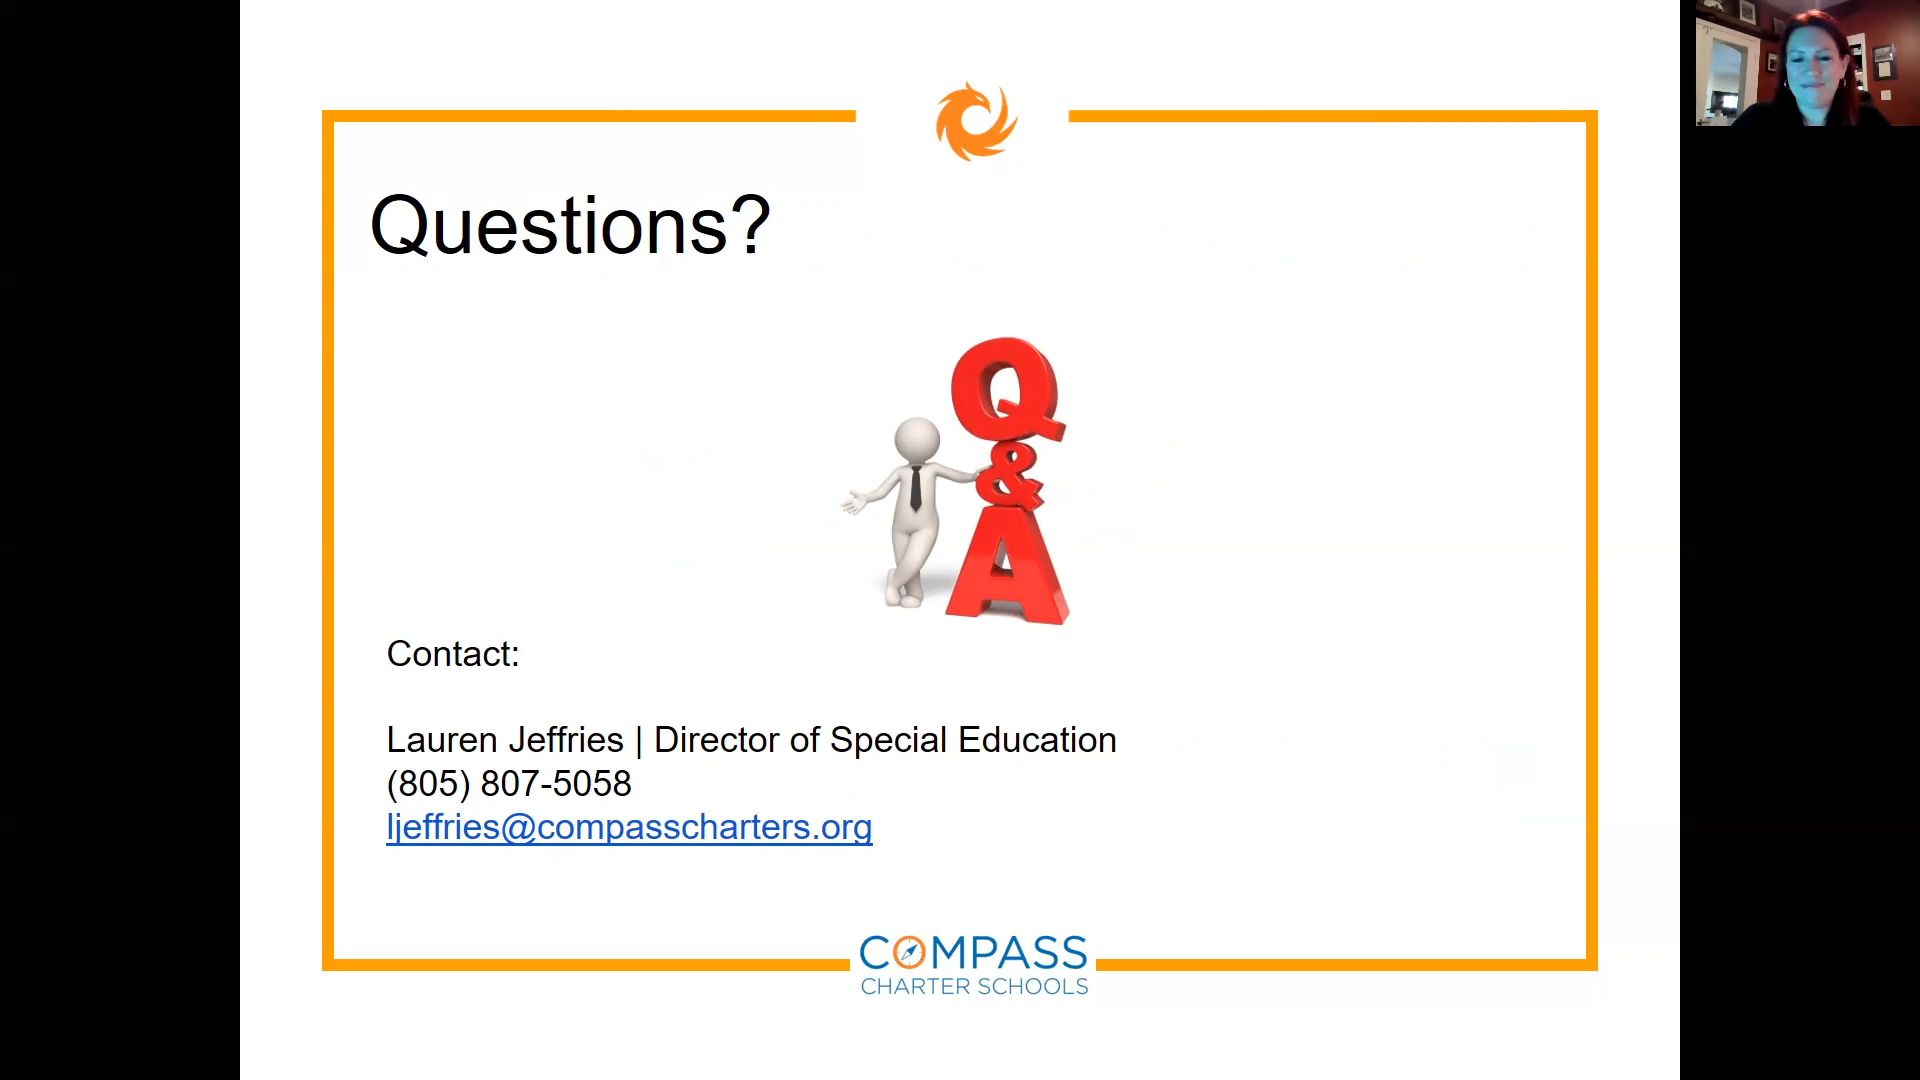 Questions?
Q
&
A
Contact:
Lauren Jeffries | Director of Special Education
(805) 807-5058
ljeffries@compasscharters.org
COMPASS
CHARTER SCHOOLS